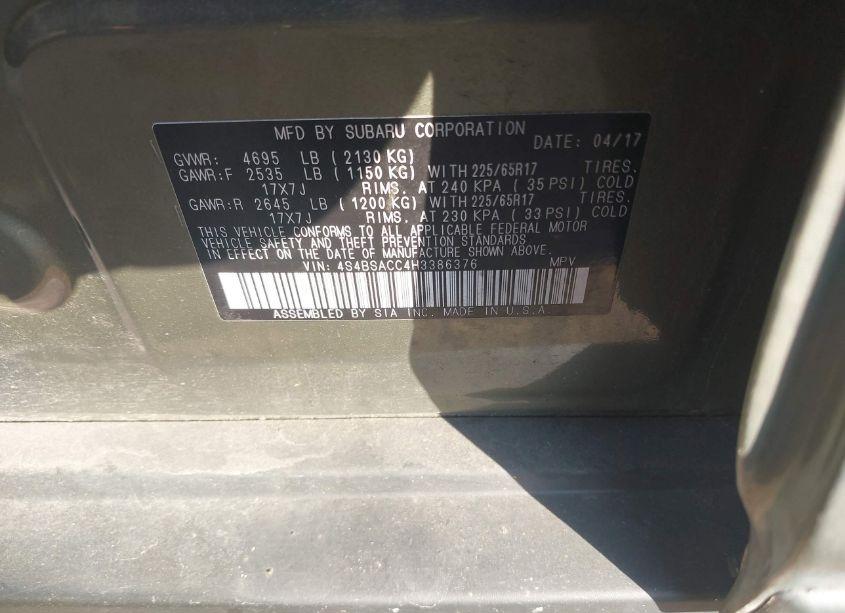 MFD BY SUBARU CORPORATION DATE: 04/17
GVWR: 4695 LB (2130 KG)
GAWR:F 2535 LB (1150 KG) WITH 225/65R17 TIRES.
17X7J RIMS. AT 240 KPA (35 PSI) COLD
GAWR:R 2645 LB (1200 KG) WITH 225/65R17 TIRES.
17X7J RIMS. AT 230 KPA (33 PSI) COLD
THIS VEHICLE CONFORMS TO ALL APPLICABLE FEDERAL MOTOR
VEHICLE SAFETY AND THEFT PREVENTION STANDARDS
IN EFFECT ON THE DATE OF MANUFACTURE SHOWN ABOVE.
VIN: 4S4BSACC4H3386376 MPV
ASSEMBLED BY SIA INC. MADE IN U.S.A.